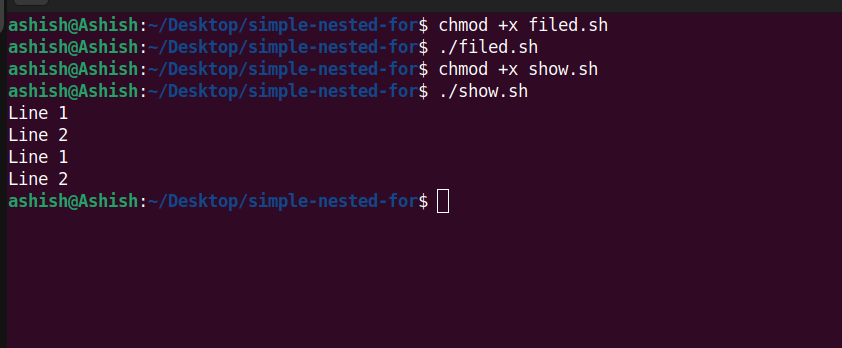 ashish@Ashish:~/Desktop/simple-nested-for$ chmod +x filed.sh
ashish@Ashish:~/Desktop/simple-nested-for$ ./filed.sh
ashish@Ashish:~/Desktop/simple-nested-for$ chmod +x show.sh
ashish@Ashish:~/Desktop/simple-nested-for$ ./show.sh
Line 1
Line 2
Line 1
Line 2
ashish@Ashish:~/Desktop/simple-nested-for$